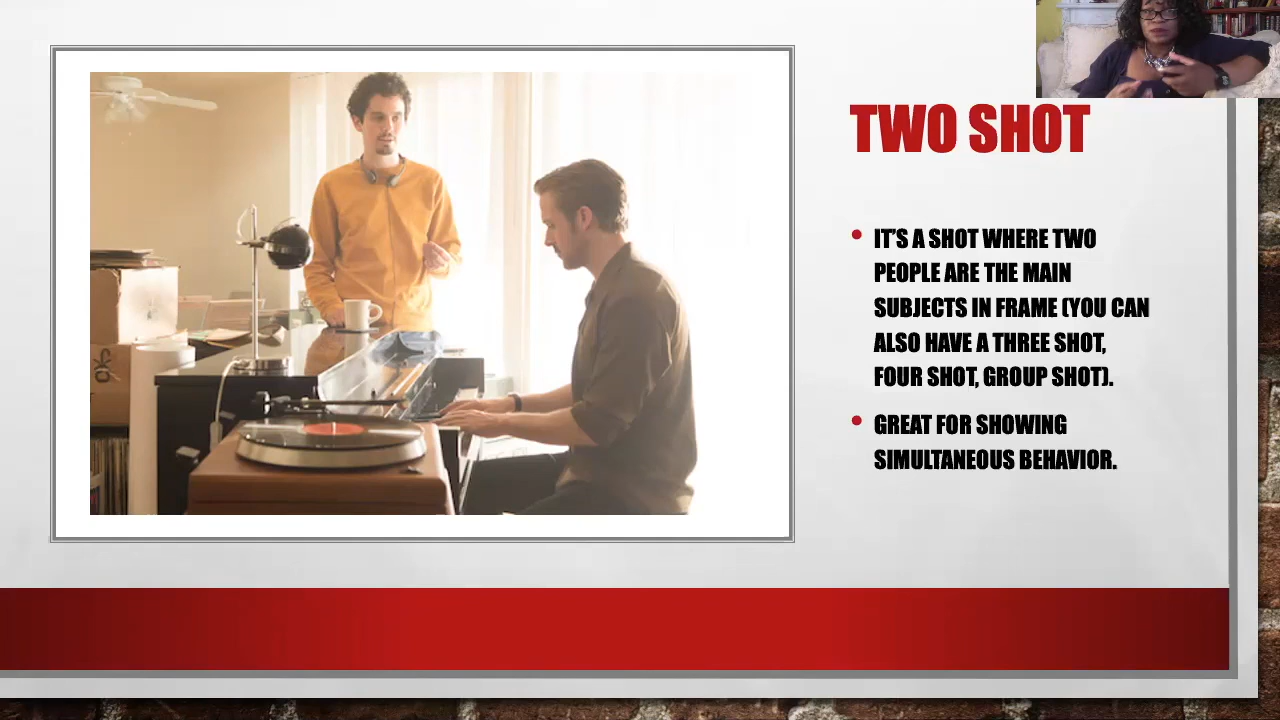 TWO SHOT
• IT'S A SHOT WHERE TWO
PEOPLE ARE THE MAIN
SUBJECTS IN FRAME (YOU CAN
ALSO HAVE A THREE SHOT,
FOUR SHOT, GROUP SHOT).
• GREAT FOR SHOWING
SIMULTANEOUS BEHAVIOR.